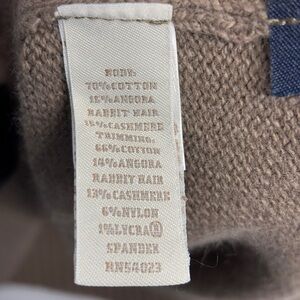 BODY:
70%COTTON
15%ANGORA
RABBIT HAIR
15%CASHMERE
TRIMMING:
66%COTTON
14%ANGORA
RABBIT HAIR
13%CASHMERE
6%NYLON
1%LYCRA®
SPANDEX
RN54023